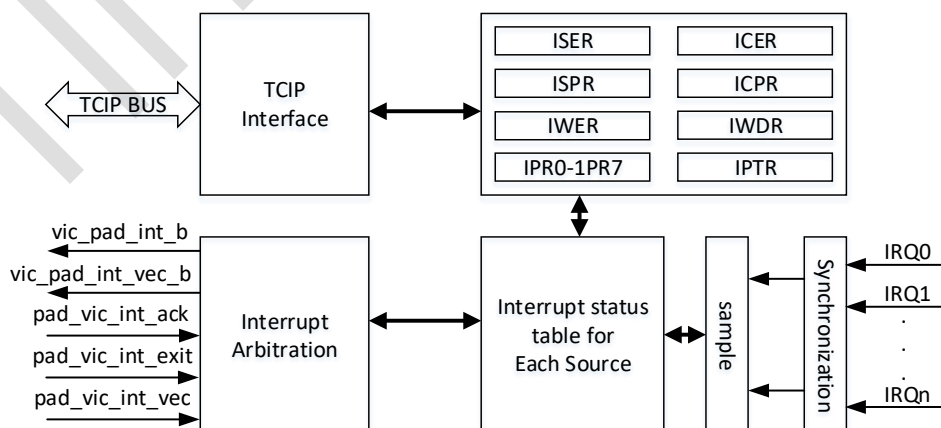 ISER
ICER
TCIP BUS
TCIP
Interface
ISPR
ICPR
IWER
IWDR
IPR0-1PR7
IPTR
vic_pad_int_b
vic_pad_int_vec_b
pad_vic_int_ack
pad_vic_int_exit
pad_vic_int_vec
Interrupt
Arbitration
Interrupt status
table for
Each Source
sample
Synchronization
IRQ0
IRQ1
.
.
.
IRQn